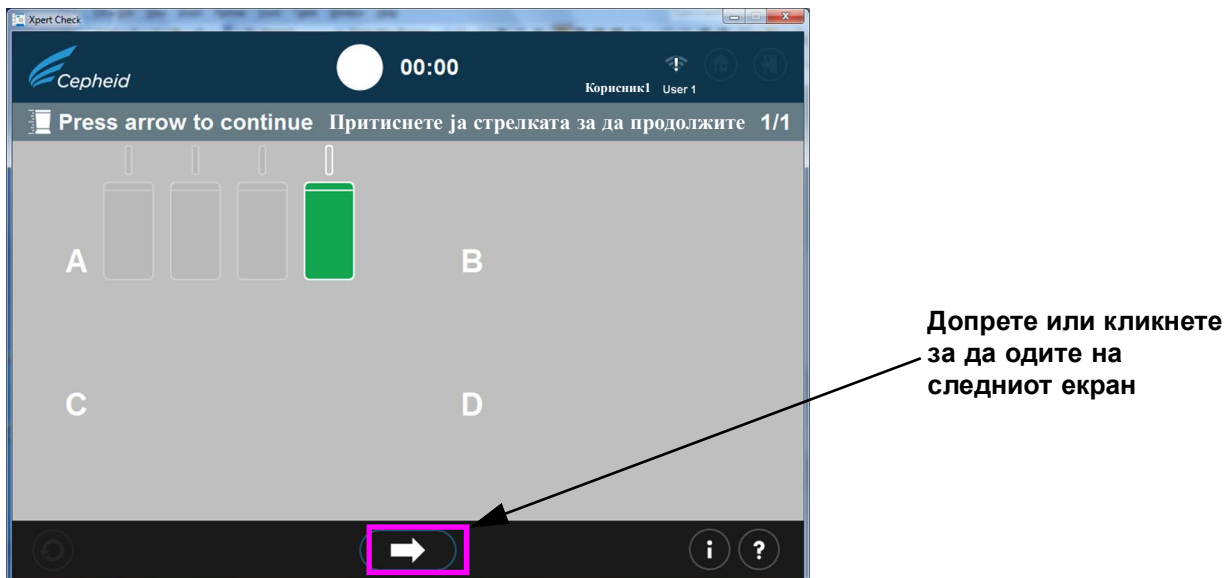 Xpert Check
Cepheid
00:00
Корисник1 User 1
Press arrow to continue Притиснете ја стрелката за да продолжите 1/1
A
B
Допрете или кликнете
за да одите на
следниот екран
C
D
i ?